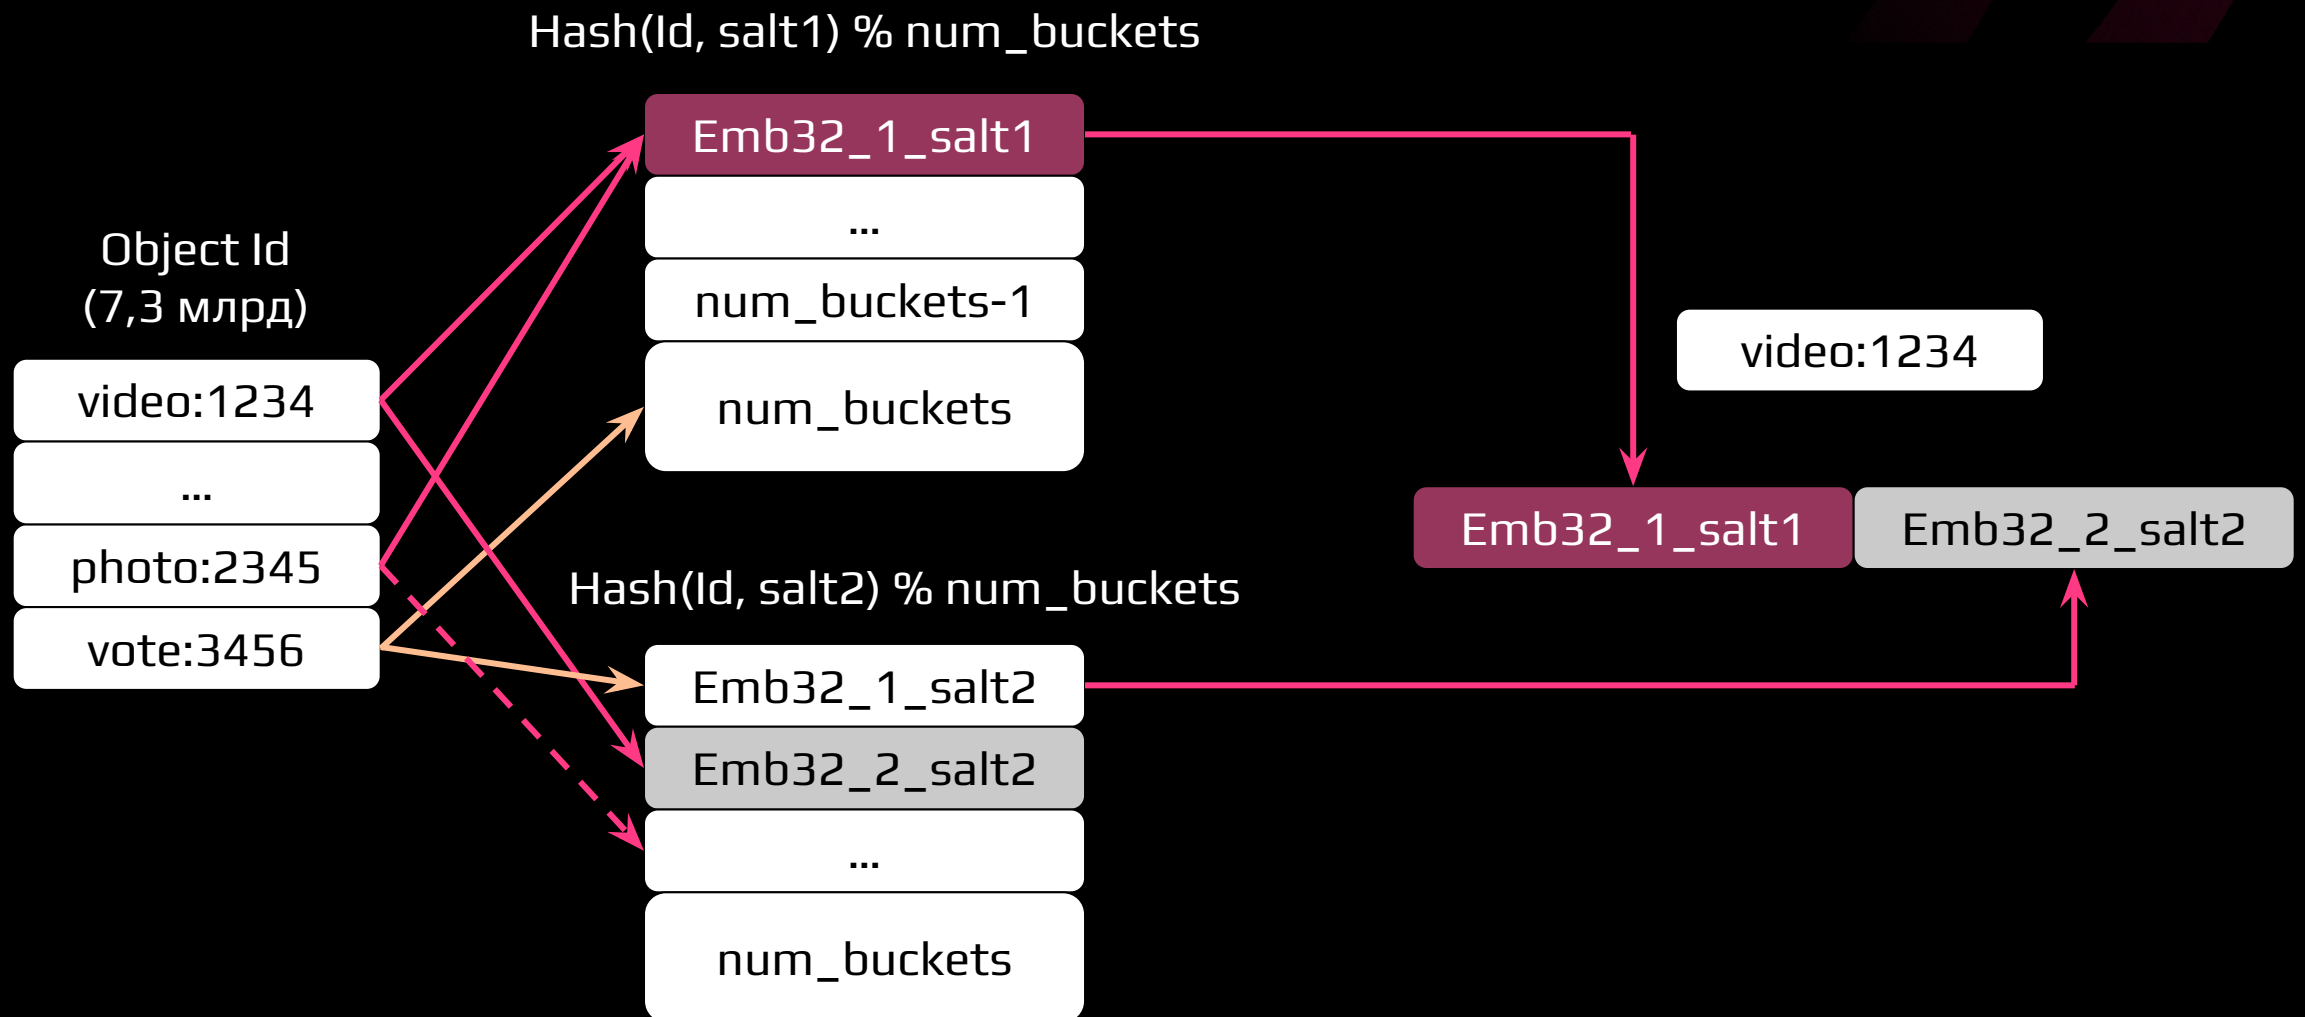 Hash(Id, salt1) % num_buckets
Emb32_1_salt1
...
num_buckets-1
num_buckets
Object Id
(7,3 млрд)
video:1234
...
photo:2345
vote:3456
Hash(Id, salt2) % num_buckets
Emb32_1_salt2
Emb32_2_salt2
...
num_buckets
video:1234
Emb32_1_salt1
Emb32_2_salt2